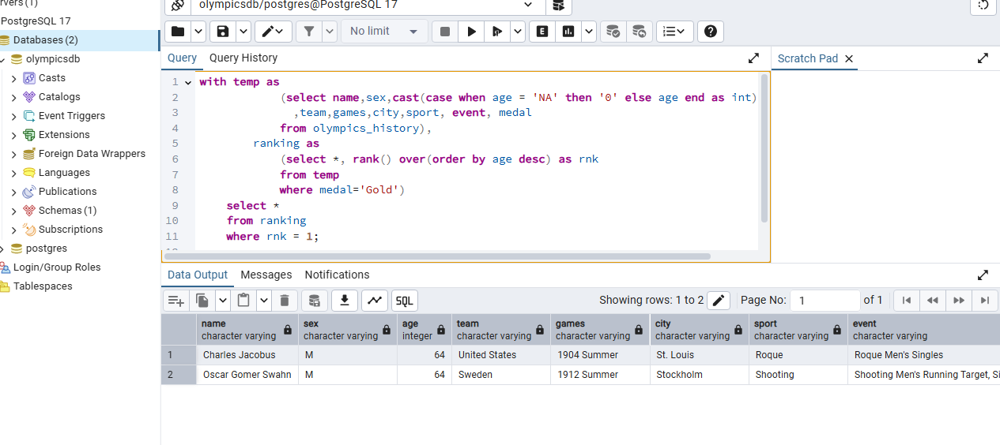 rvers (1)
PostgreSQL 17
Databases (2)
olympicsdb
Casts
Catalogs
Event Triggers
Extensions
Foreign Data Wrappers
Languages
Publications
Schemas (1)
Subscriptions
postgres
Login/Group Roles
Tablespaces
olympicsdb/postgres@PostgreSQL 17
No limit
E
Query Query History
Scratch Pad
1 with temp as
2 (select name,sex,cast(case when age = 'NA' then '0' else age end as int)
3 ,team,games,city,sport, event, medal
4 from olympics_history),
5 ranking as
6 (select *, rank() over(order by age desc) as rnk
7 from temp
8 where medal='Gold')
9 select *
10 from ranking
11 where rnk = 1;
Data Output Messages Notifications
SQL Showing rows: 1 to 2 Page No: 1 of 1
name sex age team games city sport event
character varying character varying integer character varying character varying character varying character varying character varying
1 Charles Jacobus M 64 United States 1904 Summer St. Louis Roque Roque Men's Singles
2 Oscar Gomer Swahn M 64 Sweden 1912 Summer Stockholm Shooting Shooting Men's Running Target, Si